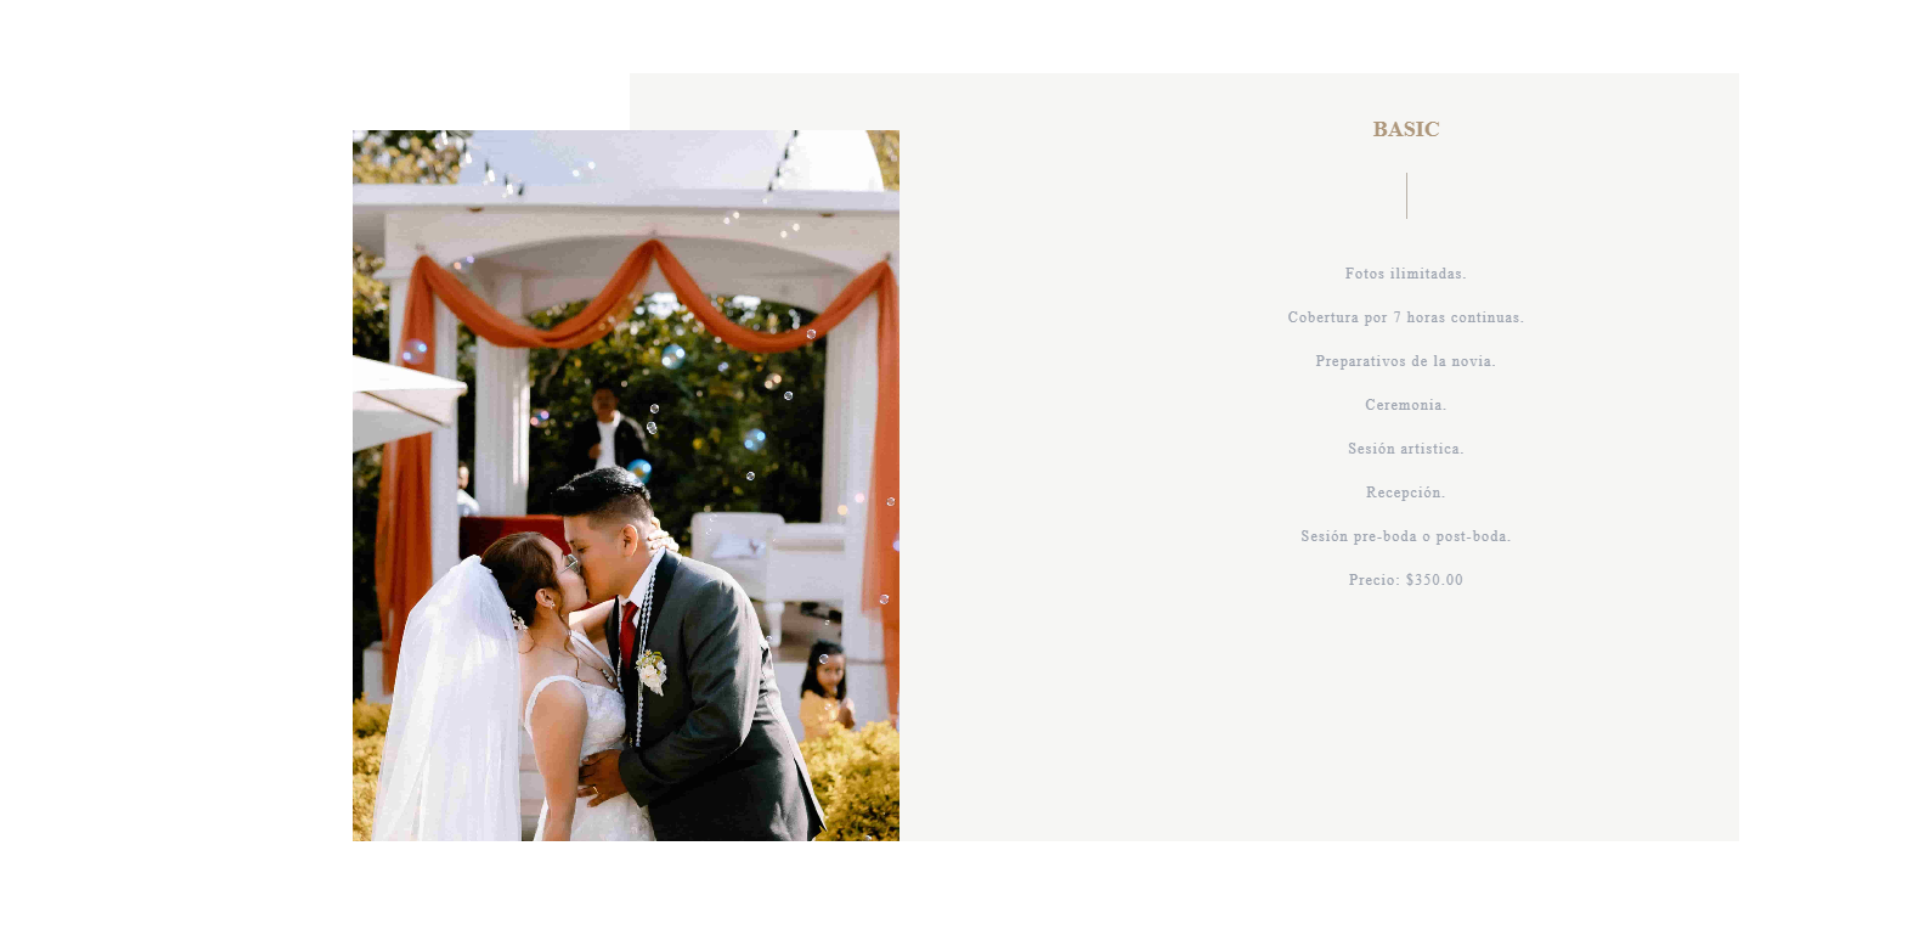 BASIC
Fotos ilimitadas.
Cobertura por 7 horas continuas.
Preparativos de la novia.
Ceremonia.
Sesión artistica.
Recepción.
Sesión pre-boda o post-boda.
Precio: $350.00